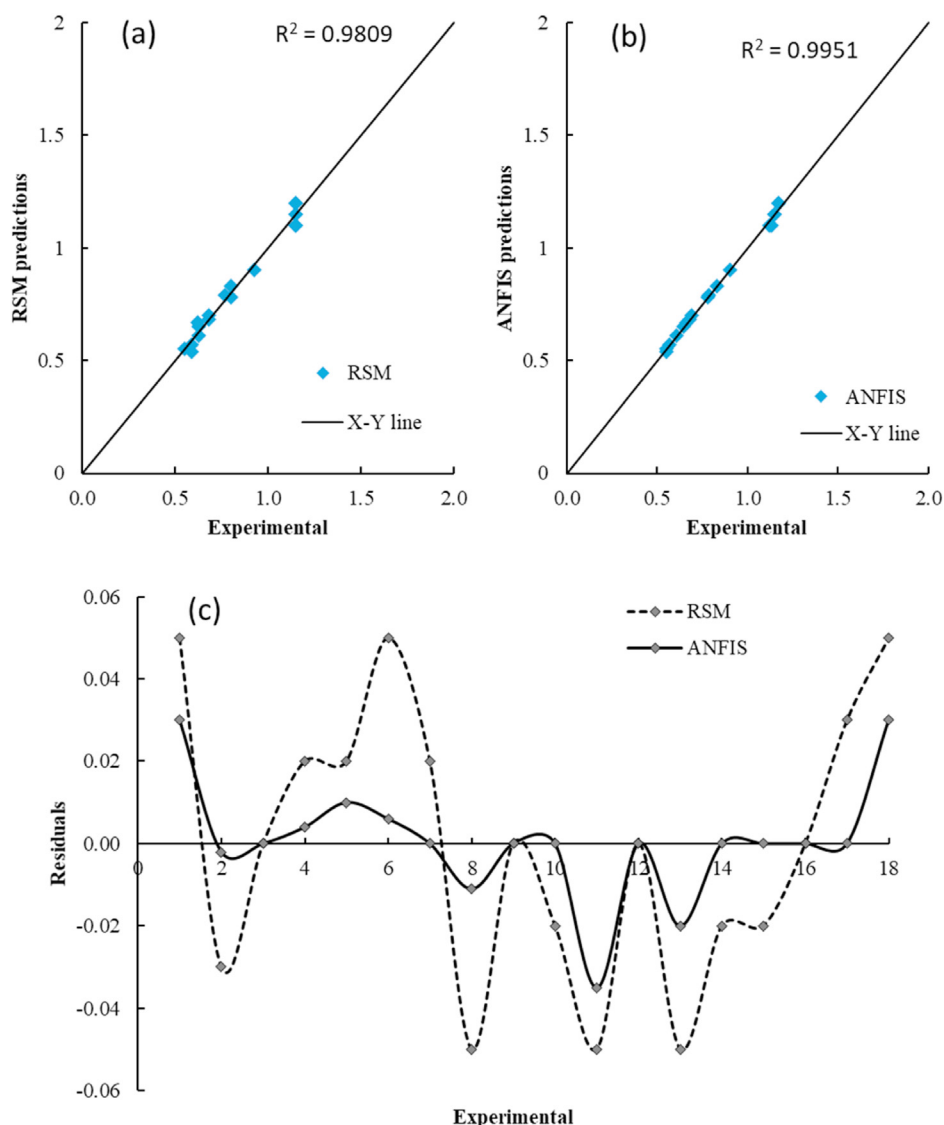 (a)
R² = 0.9809
2
1.5
1
0.5
0
RSM predictions
RSM
X-Y line
0.0 0.5 1.0 1.5 2.0
Experimental
(b)
R² = 0.9951
2
1.5
1
0.5
0
ANFIS predictions
ANFIS
X-Y line
0.0 0.5 1.0 1.5 2.0
Experimental
(c)
RSM
ANFIS
0.06
0.04
0.02
0.00
-0.02
-0.04
-0.06
Residuals
0 2 4 6 8 10 12 14 16 18
Experimental